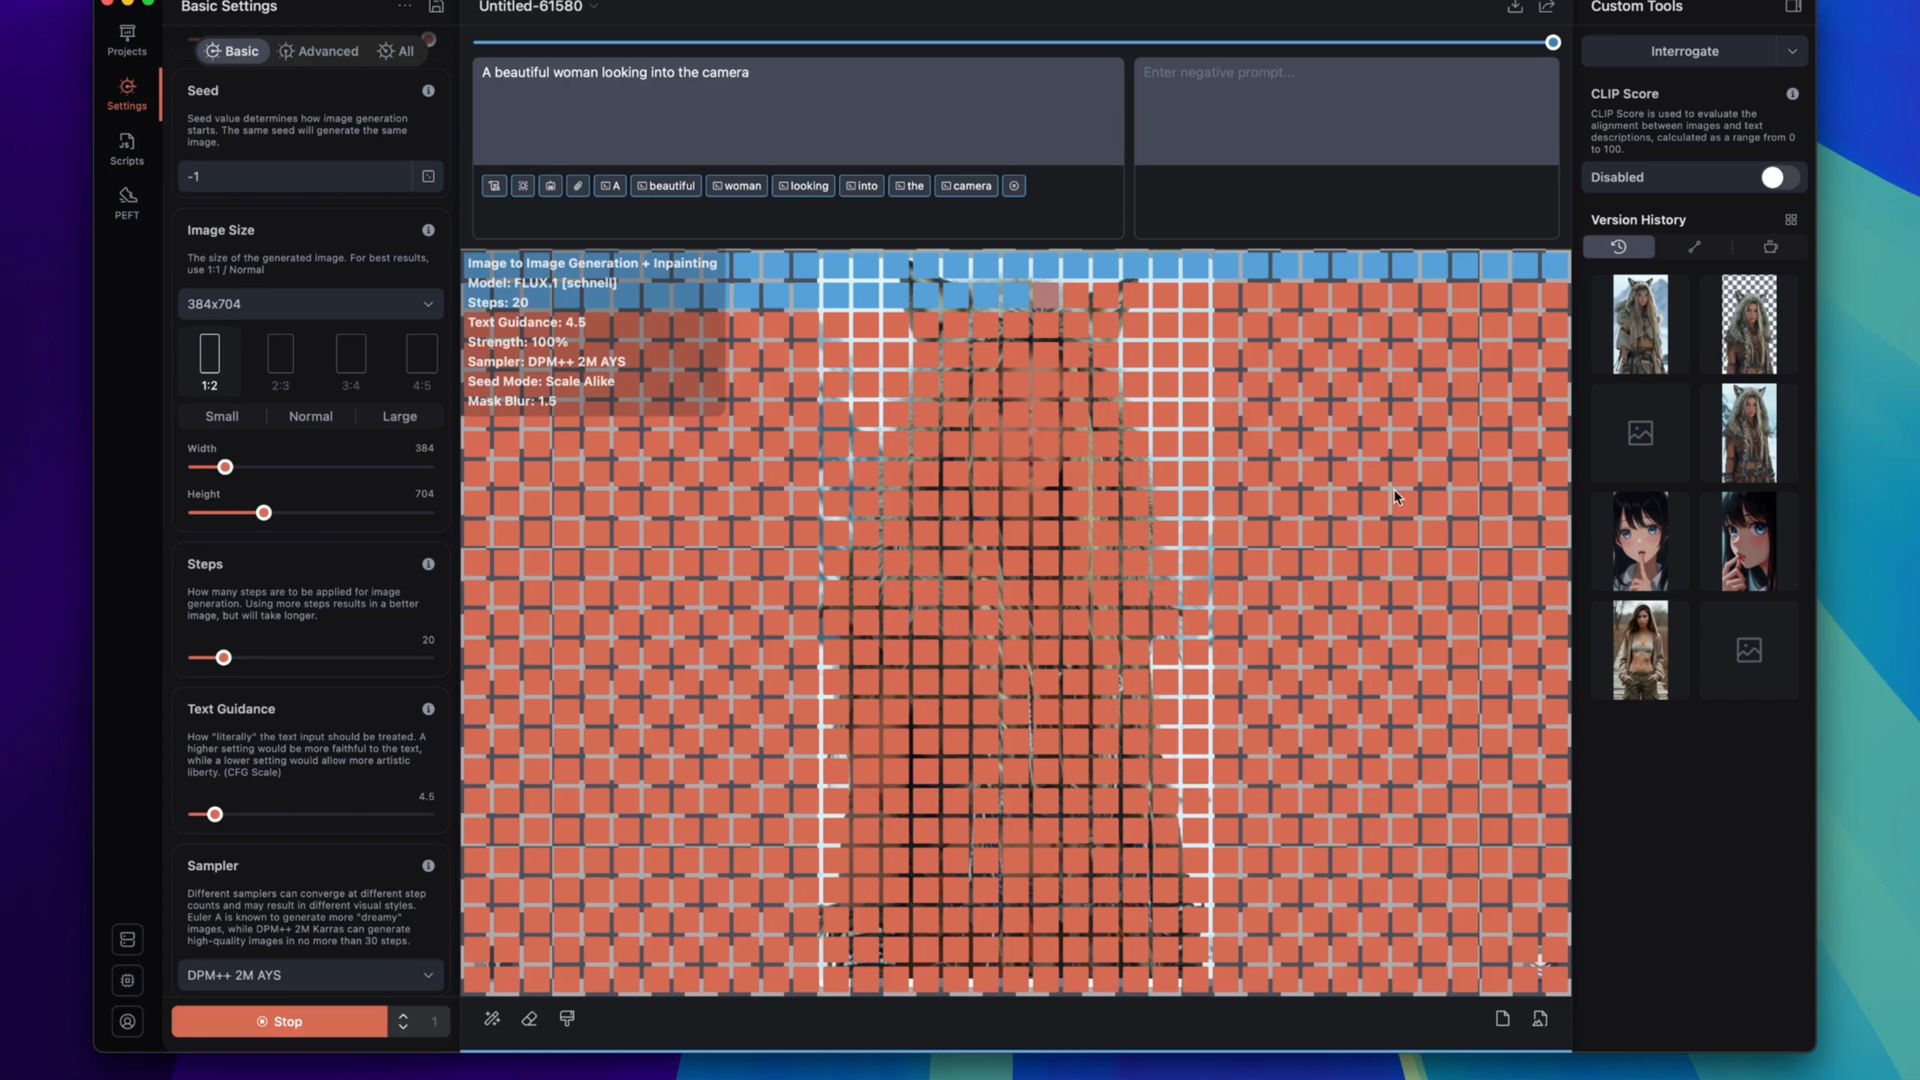 Basic Settings
Untitled-61580
Custom Tools
Projects
Settings
Scripts
PEFT
Basic
Advanced
All
Seed
Seed value determines how image generation
starts. The same seed will generate the same
image.
-1
Image Size
The size of the generated image. For best results,
use 1:1 / Normal
384x704
1:2
2:3
3:4
4:5
Small
Normal
Large
Width
384
Height
704
Steps
How many steps are to be applied for image
generation. Using more steps results in a better
image, but will take longer.
20
Text Guidance
How "literally" the text input should be treated. A
higher setting would be more faithful to the text,
while a lower setting would allow more artistic
liberty. (CFG Scale)
4.5
Sampler
Different samplers can converge at different step
counts and may result in different visual styles.
Euler A is known to generate more "dreamy"
images, while DPM++ 2M Karras can generate
high-quality images in no more than 30 steps.
DPM++ 2M AYS
Stop
1
A beautiful woman looking into the camera
Enter negative prompt...
A
beautiful
woman
looking
into
the
camera
Image to Image Generation + Inpainting
Model: FLUX.1 [schnell]
Steps: 20
Text Guidance: 4.5
Strength: 100%
Sampler: DPM++ 2M AYS
Seed Mode: Scale Alike
Mask Blur: 1.5
Interrogate
CLIP Score
CLIP Score is used to evaluate the
alignment between images and text
descriptions, calculated as a range from 0
to 100.
Disabled
Version History